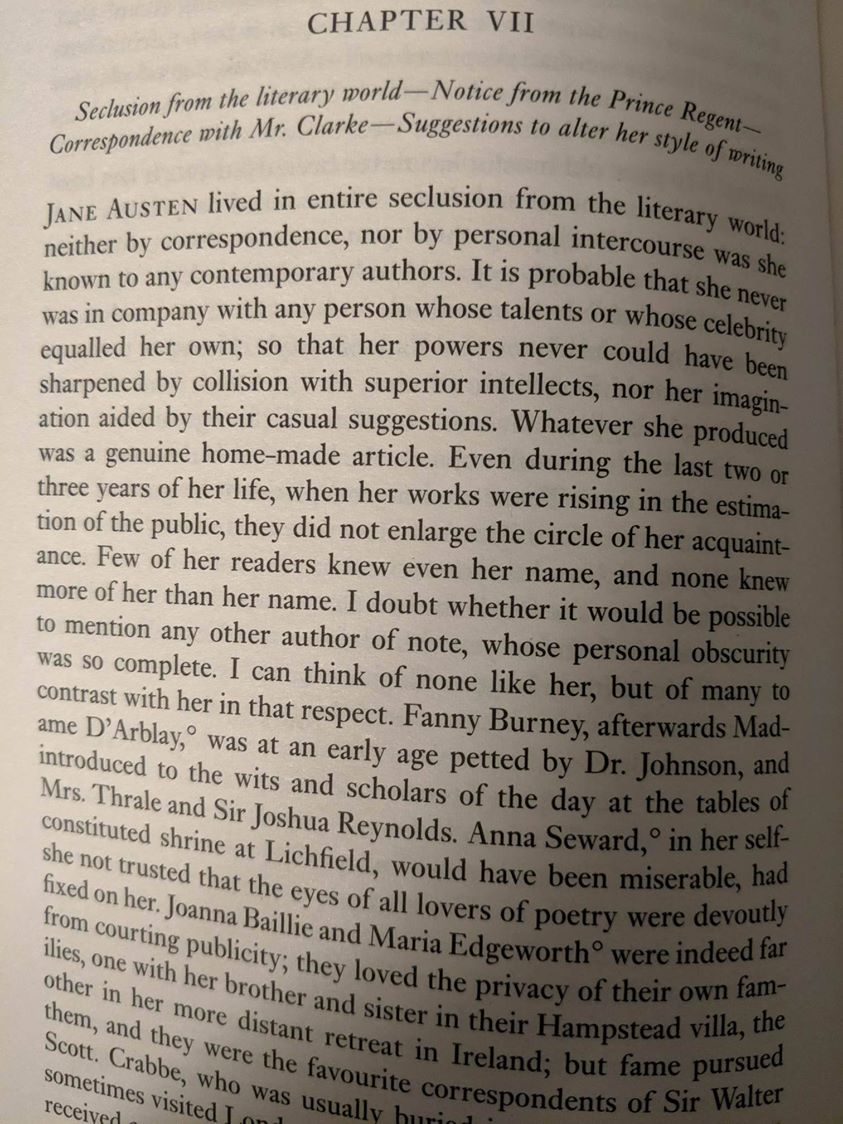 CHAPTER VII
Seclusion from the literary world—Notice from the Prince Regent—
Correspondence with Mr. Clarke—Suggestions to alter her style of writing
JANE AUSTEN lived in entire seclusion from the literary world:
neither by correspondence, nor by personal intercourse was she
known to any contemporary authors. It is probable that she never
was in company with any person whose talents or whose celebrity
equalled her own; so that her powers never could have been
sharpened by collision with superior intellects, nor her imagin-
ation aided by their casual suggestions. Whatever she produced
was a genuine home-made article. Even during the last two or
three years of her life, when her works were rising in the estima-
tion of the public, they did not enlarge the circle of her acquaint-
ance. Few of her readers knew even her name, and none knew
more of her than her name. I doubt whether it would be possible
to mention any other author of note, whose personal obscurity
was so complete. I can think of none like her, but of many to
contrast with her in that respect. Fanny Burney, afterwards Mad-
ame D'Arblay,° was at an early age petted by Dr. Johnson, and
introduced to the wits and scholars of the day at the tables of
Mrs. Thrale and Sir Joshua Reynolds. Anna Seward,° in her self-
constituted shrine at Lichfield, would have been miserable, had
she not trusted that the eyes of all lovers of poetry were devoutly
fixed on her. Joanna Baillie and Maria Edgeworth° were indeed far
from courting publicity; they loved the privacy of their own fam-
ilies, one with her brother and sister in their Hampstead villa, the
other in her more distant retreat in Ireland; but fame pursued
them, and they were the favourite correspondents of Sir Walter
Scott. Crabbe, who was usually buried
sometimes visited
received